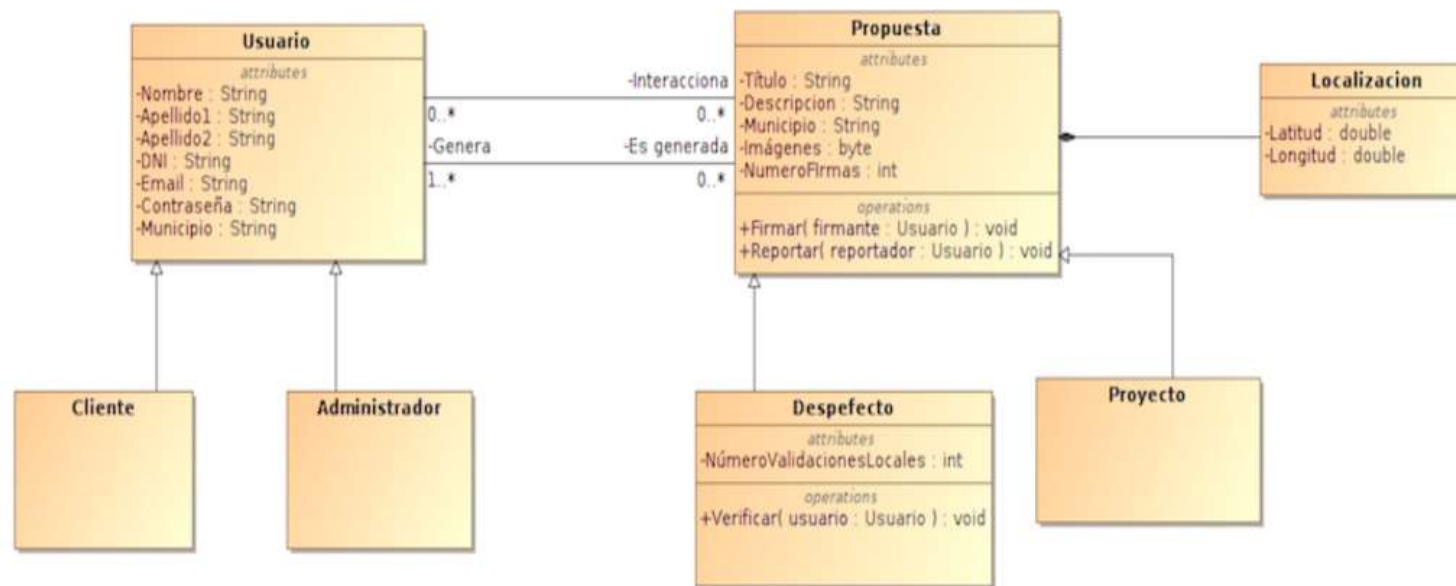 Usuario
attributes
-Nombre : String
-Apellido1 : String
-Apellido2 : String
-DNI : String
-Email : String
-Contraseña : String
-Municipio : String
-Interacciona
0..*
0..*
-Genera
-Es generada
1..*
0..*
Propuesta
attributes
-Título : String
-Descripcion : String
-Municipio : String
-Imágenes : byte
-NumeroFIrmas : int
operations
+Firmar( firmante : Usuario ) : void
+Reportar( reportador : Usuario ) : void
Localizacion
attributes
-Latitud : double
-Longitud : double
Cliente
Administrador
Despefecto
attributes
-NúmeroValidacionesLocales : int
operations
+Verificar( usuario : Usuario ) : void
Proyecto